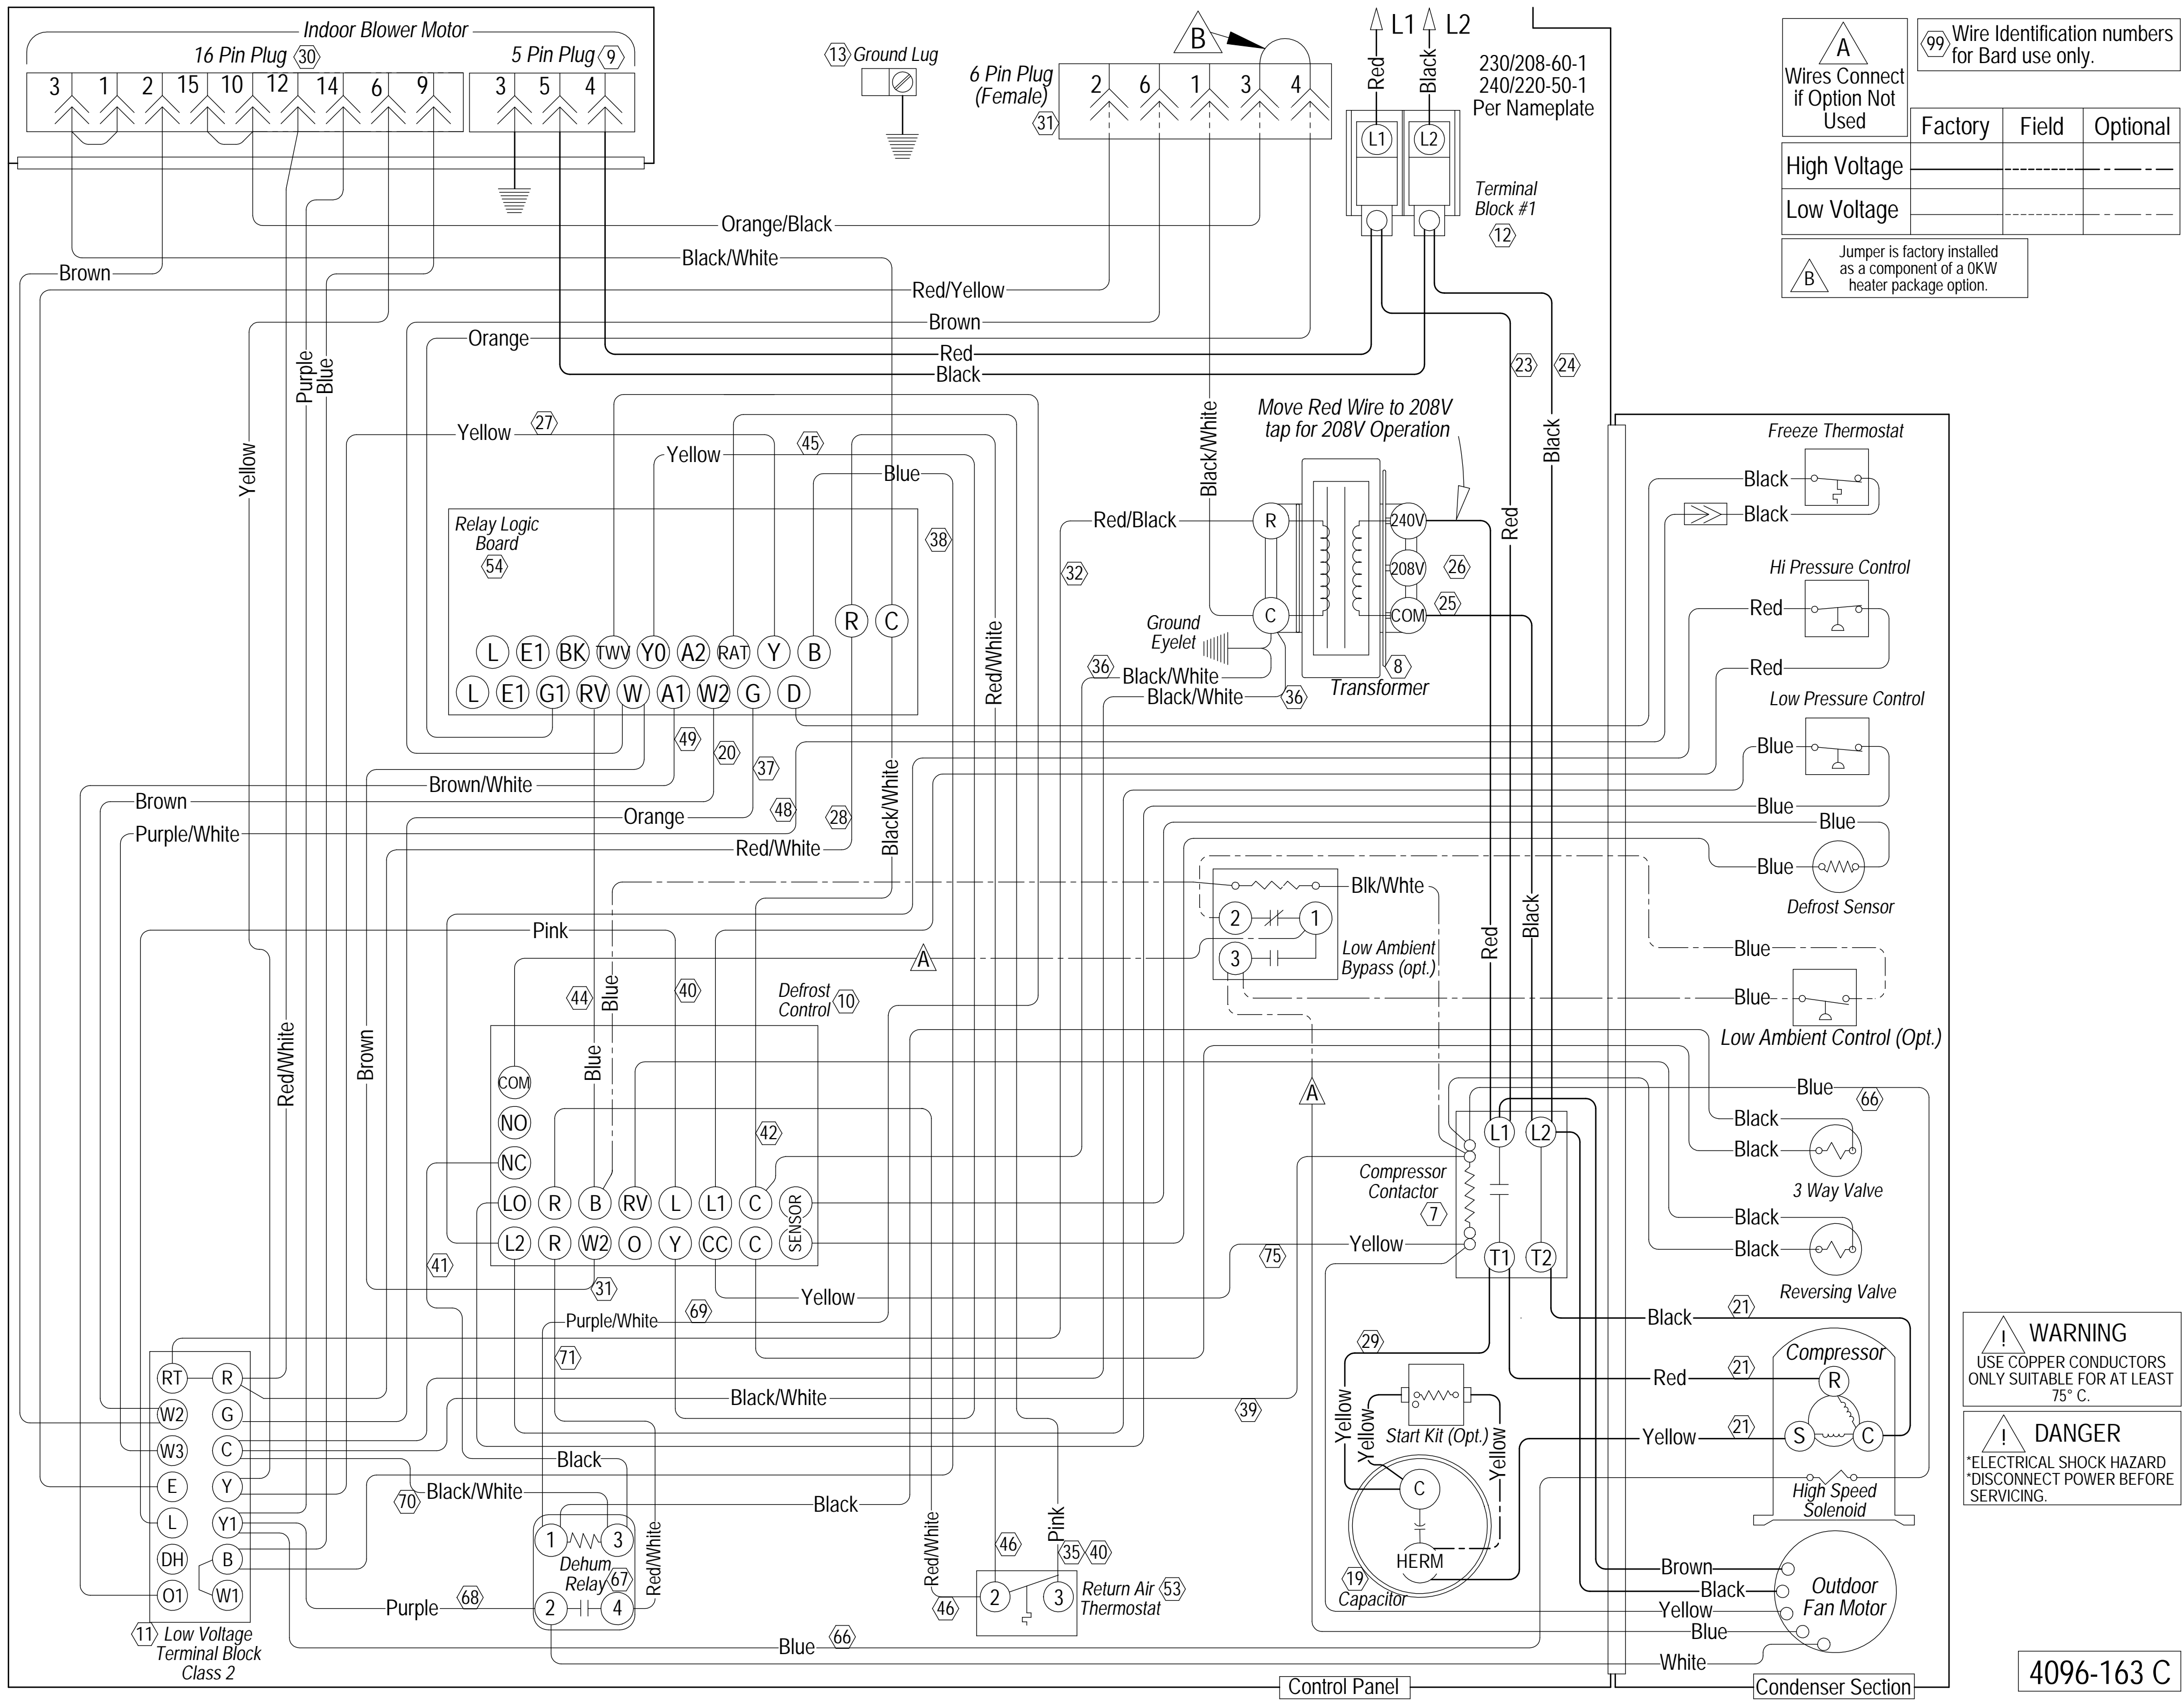 Indoor Blower Motor
16 Pin Plug 30
5 Pin Plug 9
3 1 2 15 10 12 14 6 9
3 5 4
13 Ground Lug
6 Pin Plug
(Female)
31
2 6 1 3 4
B
L1 L2
Red
Black
230/208-60-1
240/220-50-1
Per Nameplate
L1 L2
Terminal
Block #1
12
A
Wires Connect
if Option Not
Used
99 Wire Identification numbers
for Bard use only.
Factory Field Optional
High Voltage
Low Voltage
B
Jumper is factory installed
as a component of a 0KW
heater package option.
Orange/Black
Black/White
Brown
Red/Yellow
Brown
Orange
Red
Black
Purple
Blue
Yellow
23 24
Yellow 27
Yellow 45
Blue
38
Black/White
Move Red Wire to 208V
tap for 208V Operation
Red
Black
Relay Logic
Board
54
R C
L E1 BK TWV Y0 A2 RAT Y B
L E1 G1 RV W A1 W2 G D
Red/Black
32
R
C
240V
208V
COM
26
25
Ground
Eyelet
36
Black/White
Black/White
36
8
Transformer
Red/White
Freeze Thermostat
Black
Black
Hi Pressure Control
Red
Red
Low Pressure Control
Blue
Blue
Blue
Blue
Defrost Sensor
49
20
37
48
28
Brown/White
Brown
Orange
Purple/White
Red/White
Black/White
Blk/Whte
2 1
3
Low Ambient
Bypass (opt.)
Red
Black
Blue
Blue
Low Ambient Control (Opt.)
Pink
A
44
Blue
40
Defrost
Control
10
Red/White
Brown
Blue
COM
NO
NC
42
LO R B RV L L1 C SENSOR
L2 R W2 O Y CC C
41
31
A
Compressor
Contactor
7
L1 L2
T1 T2
Yellow
75
Blue
66
Black
Black
3 Way Valve
Black
Black
Reversing Valve
Yellow
69
Purple/White
71
Black 21
29
Compressor
Red 21
R
S C
Yellow 21
High Speed
Solenoid
Start Kit (Opt.)
Yellow
Yellow
Yellow
C
HERM
19
Capacitor
Black/White
39
Black
70
Black/White
Black
RT R
W2 G
W3 C
E Y
L Y1
DH B
O1 W1
11 Low Voltage
Terminal Block
Class 2
1 3
Dehum
Relay 67
2 4
Red/White
Purple 68
Red/White
46
46
Pink
35 40
2 3
Return Air
Thermostat
53
Blue 66
Brown
Black
Yellow
Blue
White
Outdoor
Fan Motor
! WARNING
USE COPPER CONDUCTORS
ONLY SUITABLE FOR AT LEAST
75° C.
! DANGER
*ELECTRICAL SHOCK HAZARD
*DISCONNECT POWER BEFORE
SERVICING.
Control Panel
Condenser Section
4096-163 C